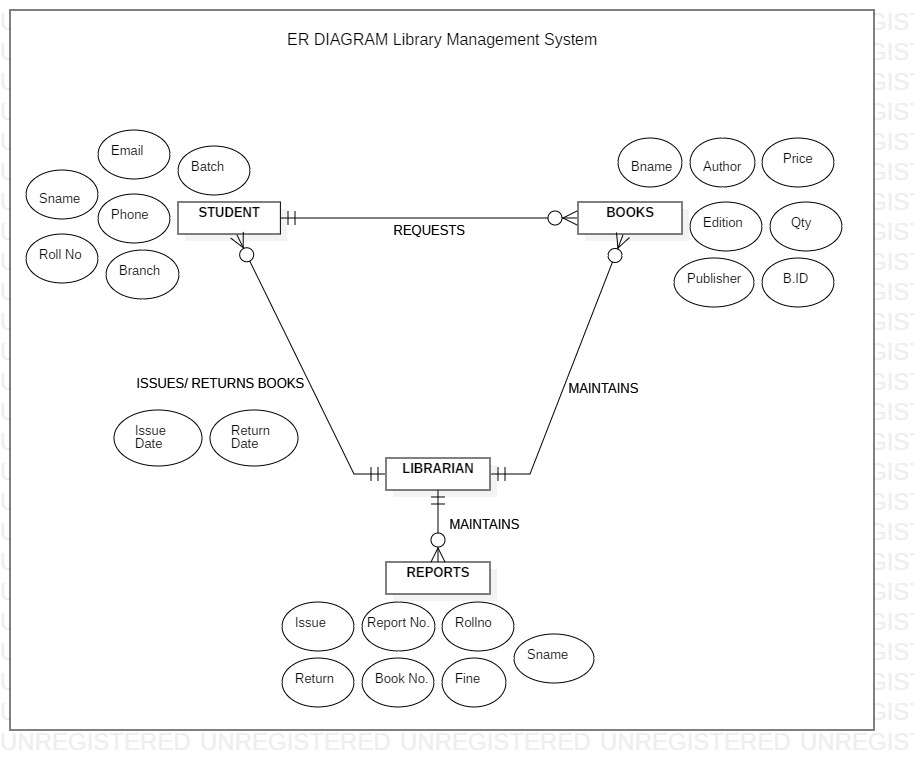 ER DIAGRAM Library Management System
Email
Batch
Sname
Phone
Roll No
Branch
STUDENT
REQUESTS
BOOKS
Bname
Author
Price
Edition
Qty
Publisher
B.ID
ISSUES/ RETURNS BOOKS
Issue
Date
Return
Date
MAINTAINS
LIBRARIAN
MAINTAINS
REPORTS
Issue
Report No.
Rollno
Sname
Return
Book No.
Fine
UNREGISTERED UNREGISTERED UNREGISTERED UNREGISTERED UNREGIST